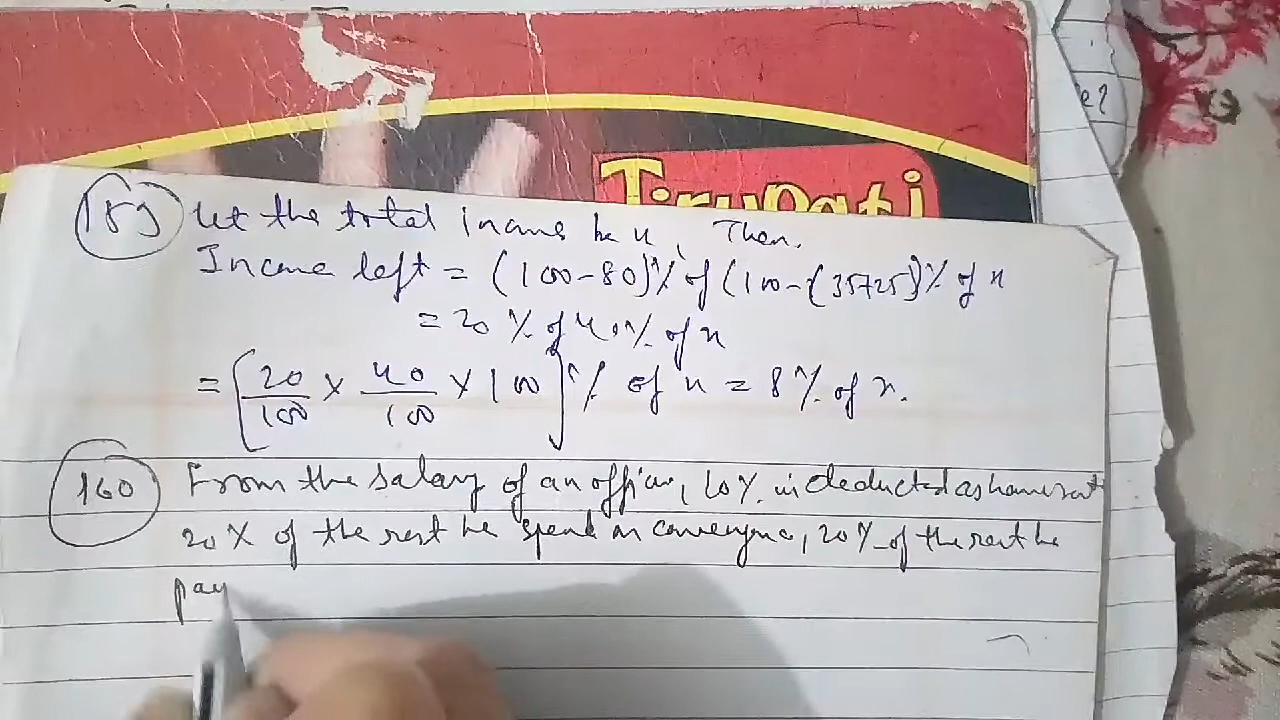 e?
Tirupati
159 let the total income be x, Then,
Income left = (100-80)% of (100-{35+25})% of x
= 20% of 40% of x
= [20/100 × 40/100 × 100]% of x = 8% of x.
160 From the salary of an officer, 10% is deducted as house rent
20% of the rest he spend on conveyance, 20% of the rest he
pay